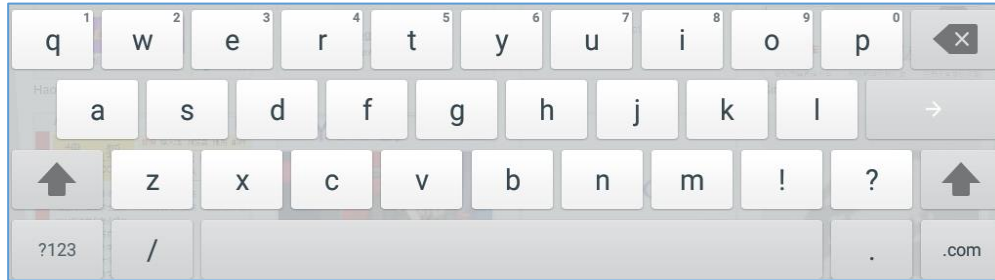 q 1 w 2 e 3 r 4 t 5 y 6 u 7 i 8 o 9 p 0
a s d f g h j k l
z x c v b n m ! ?
?123 / . .com